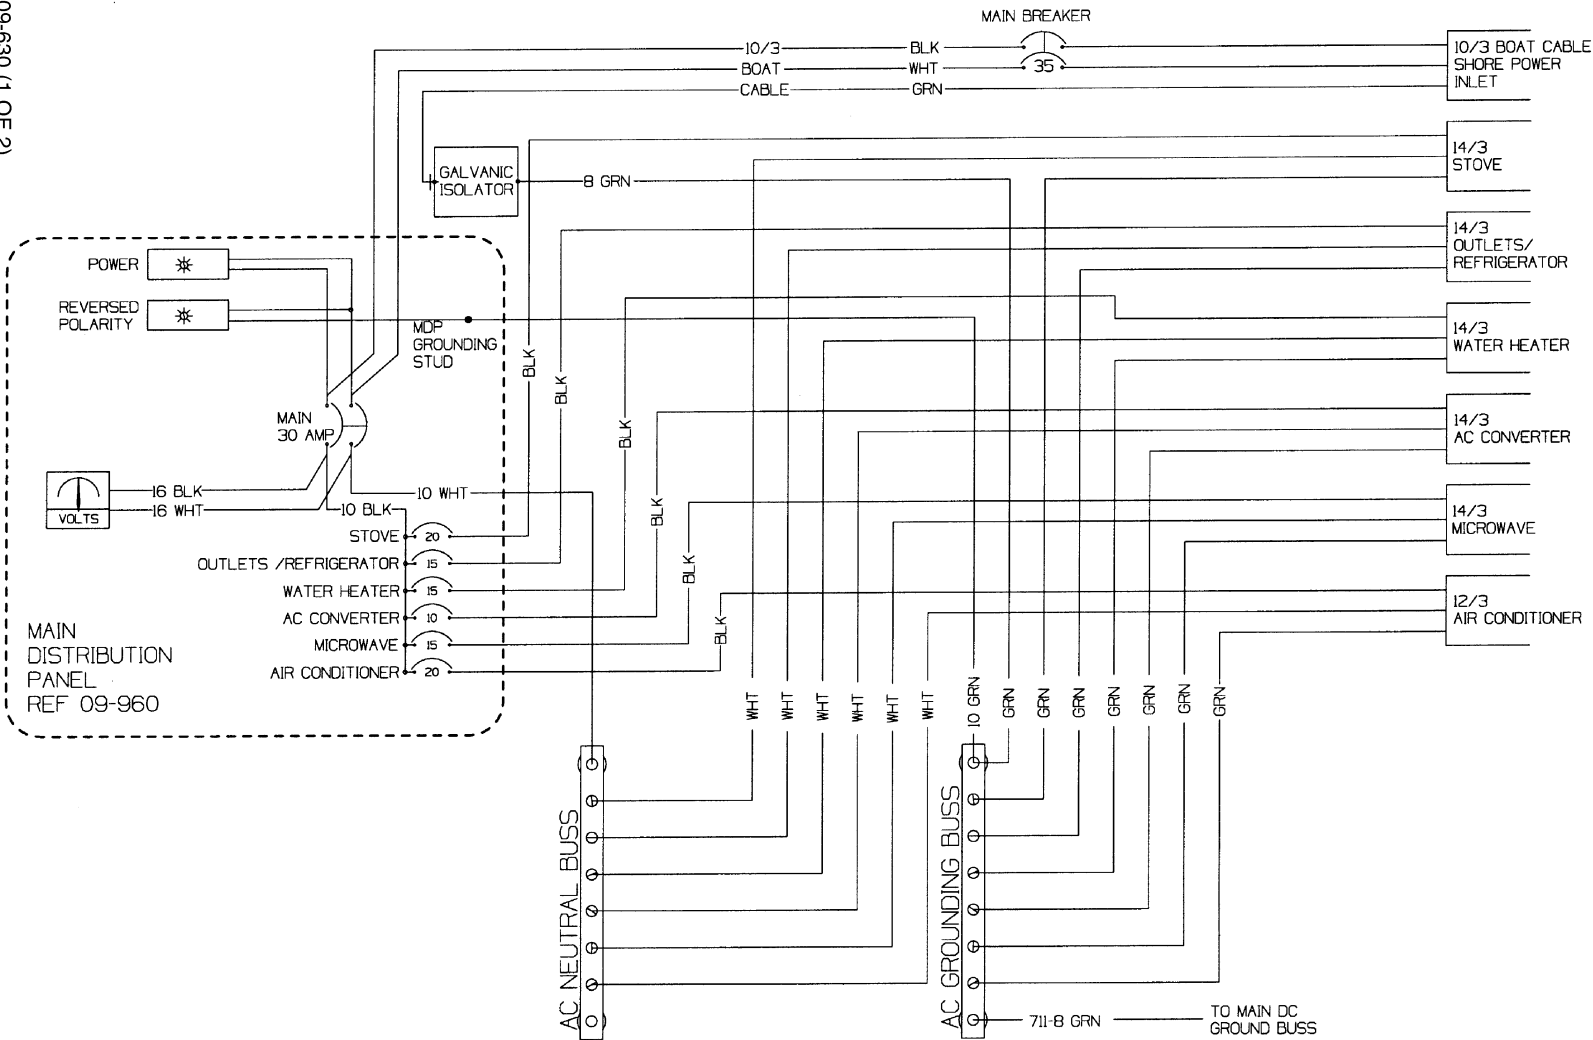 09-630 (1 OF 2)
MAIN BREAKER
10/3
BLK
BOAT
WHT
35
CABLE
GRN
10/3 BOAT CABLE
SHORE POWER
INLET
14/3
STOVE
GALVANIC
ISOLATOR
8 GRN
14/3
OUTLETS/
REFRIGERATOR
POWER
REVERSED
POLARITY
MDP
GROUNDING
STUD
14/3
WATER HEATER
BLK
BLK
BLK
BLK
BLK
BLK
MAIN
30 AMP
14/3
AC CONVERTER
VOLTS
16 BLK
16 WHT
10 WHT
10 BLK
14/3
MICROWAVE
STOVE 20
OUTLETS /REFRIGERATOR 15
WATER HEATER 15
AC CONVERTER 10
MICROWAVE 15
AIR CONDITIONER 20
12/3
AIR CONDITIONER
MAIN
DISTRIBUTION
PANEL
REF 09-960
WHT
WHT
WHT
WHT
WHT
WHT
10 GRN
GRN
GRN
GRN
GRN
GRN
GRN
GRN
AC NEUTRAL BUSS
AC GROUNDING BUSS
711-8 GRN
TO MAIN DC
GROUND BUSS